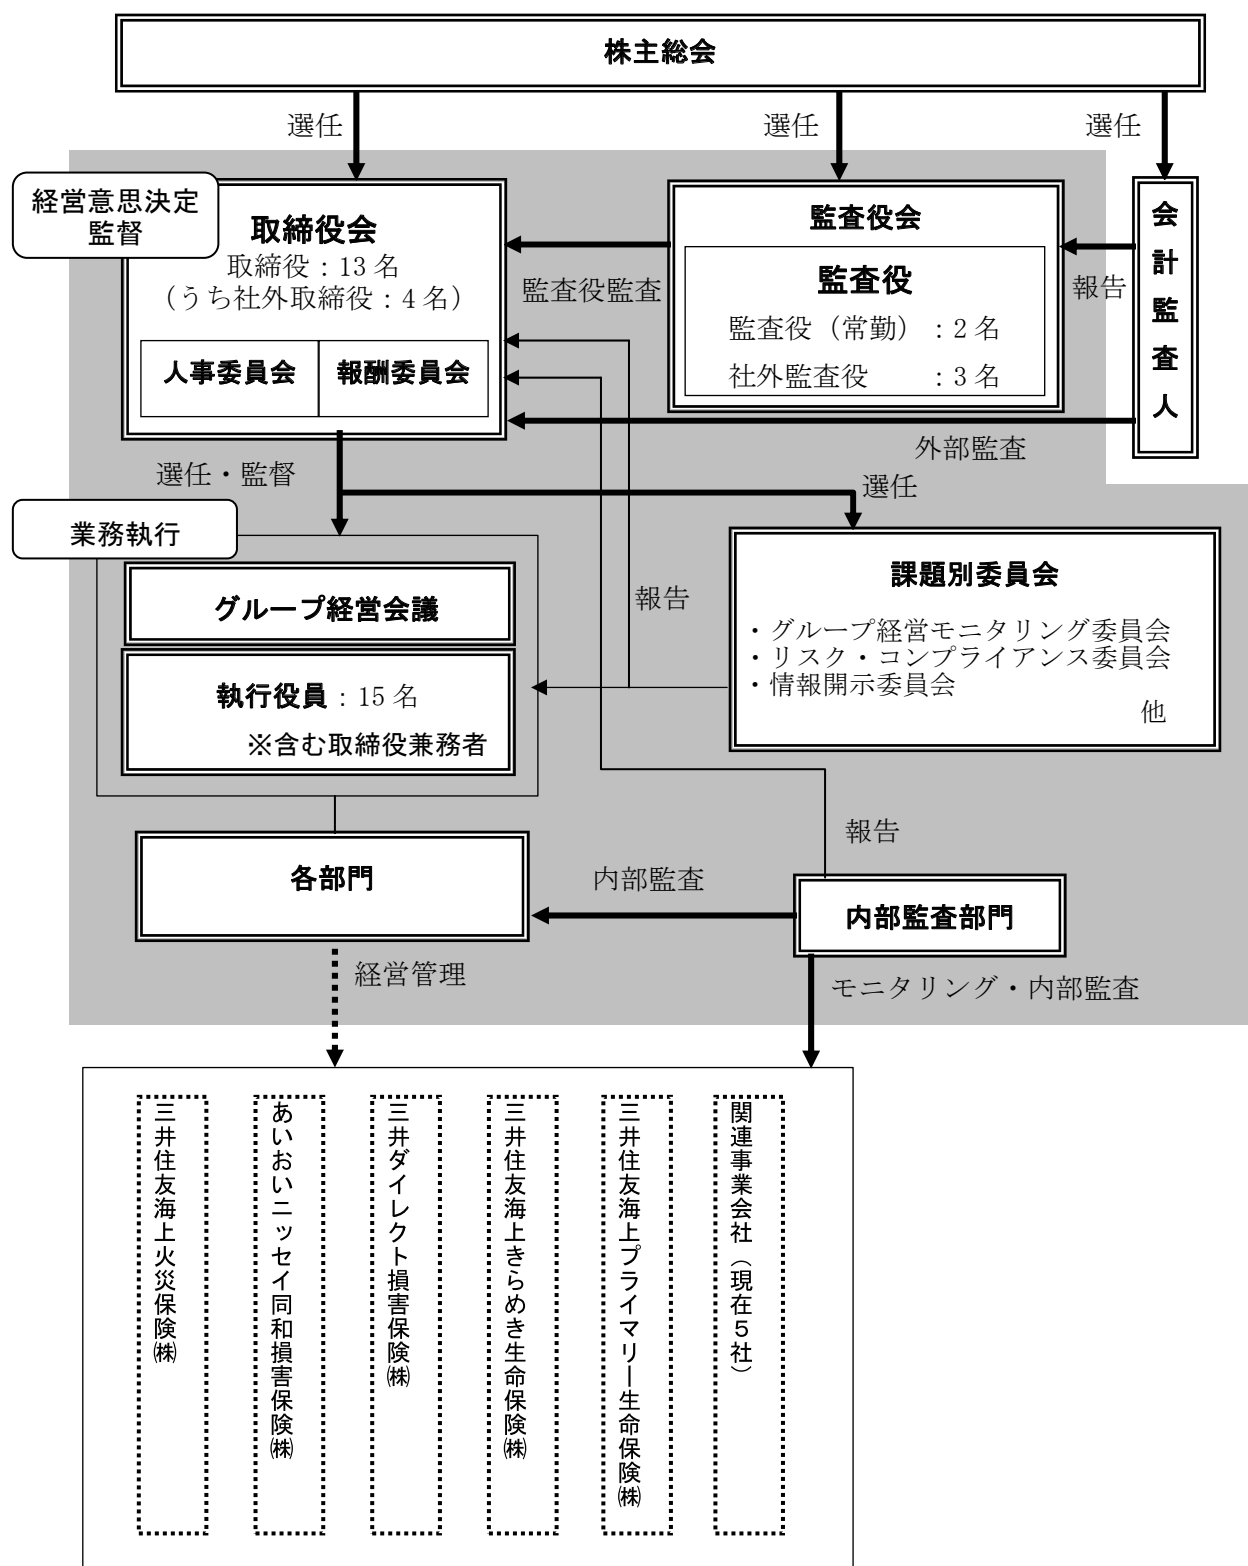 株主総会
選任
選任
選任
経営意思決定
監督
取締役会
取締役：13名
（うち社外取締役：4名）
人事委員会
報酬委員会
監査役監査
監査役会
監査役
監査役（常勤）：2名
社外監査役　　：3名
報告
会計監査人
外部監査
選任・監督
選任
業務執行
グループ経営会議
執行役員：15名
※含む取締役兼務者
報告
課題別委員会
・グループ経営モニタリング委員会
・リスク・コンプライアンス委員会
・情報開示委員会
他
報告
各部門
内部監査
内部監査部門
経営管理
モニタリング・内部監査
三井住友海上火災保険㈱
あいおいニッセイ同和損害保険㈱
三井ダイレクト損害保険㈱
三井住友海上きらめき生命保険㈱
三井住友海上プライマリー生命保険㈱
関連事業会社（現在５社）